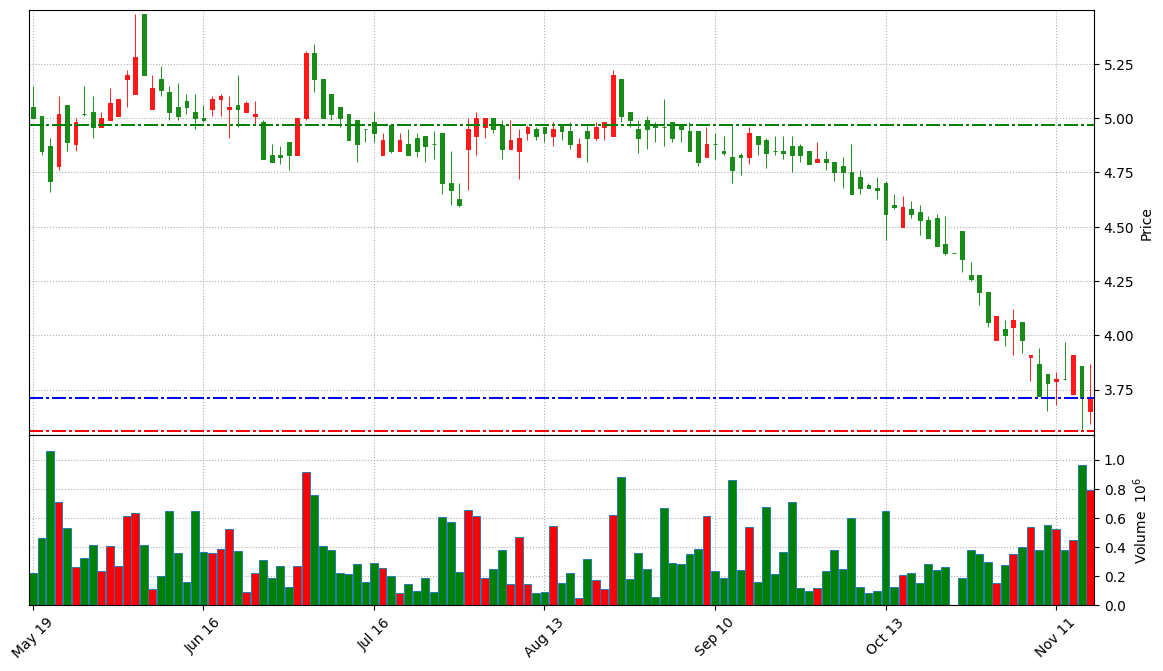 5.25
5.00
4.75
4.50
4.25
4.00
3.75
Price
1.0
0.8
0.6
0.4
0.2
0.0
Volume 10^6
May 19
Jun 16
Jul 16
Aug 13
Sep 10
Oct 13
Nov 11